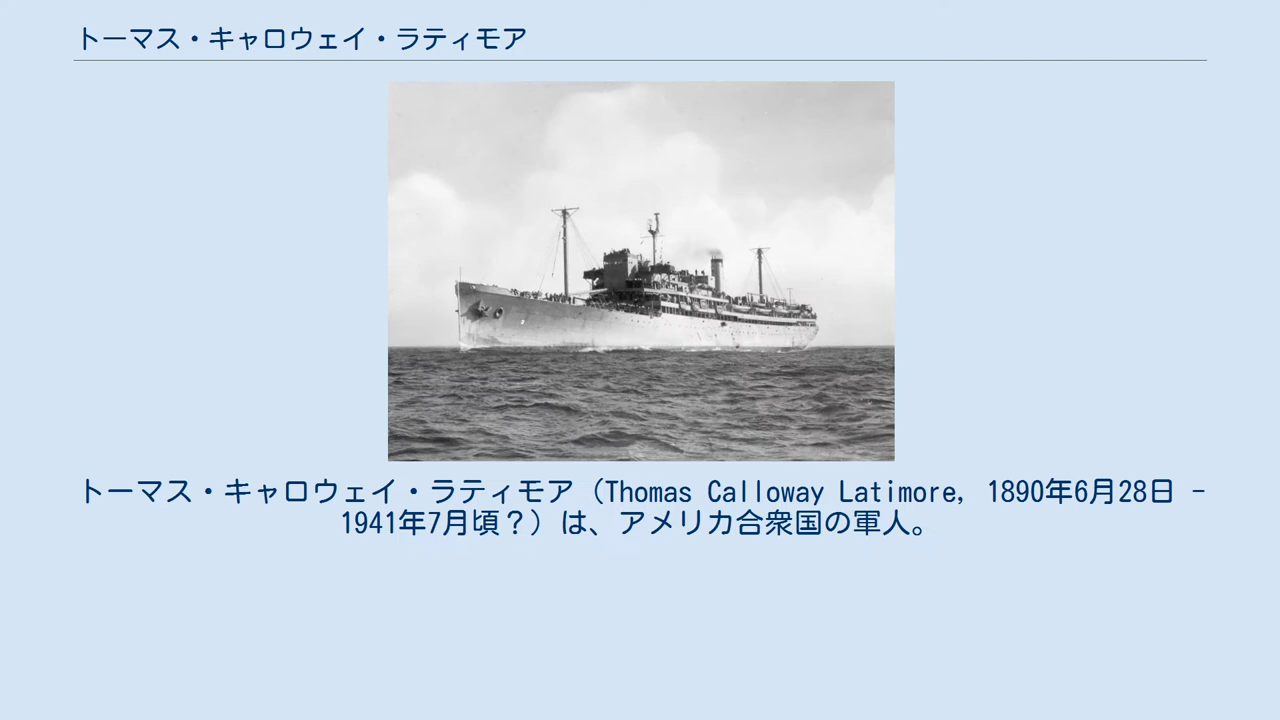 トーマス・キャロウェイ・ラティモア
トーマス・キャロウェイ・ラティモア（Thomas Calloway Latimore, 1890年6月28日 -
1941年7月頃？）は、アメリカ合衆国の軍人。